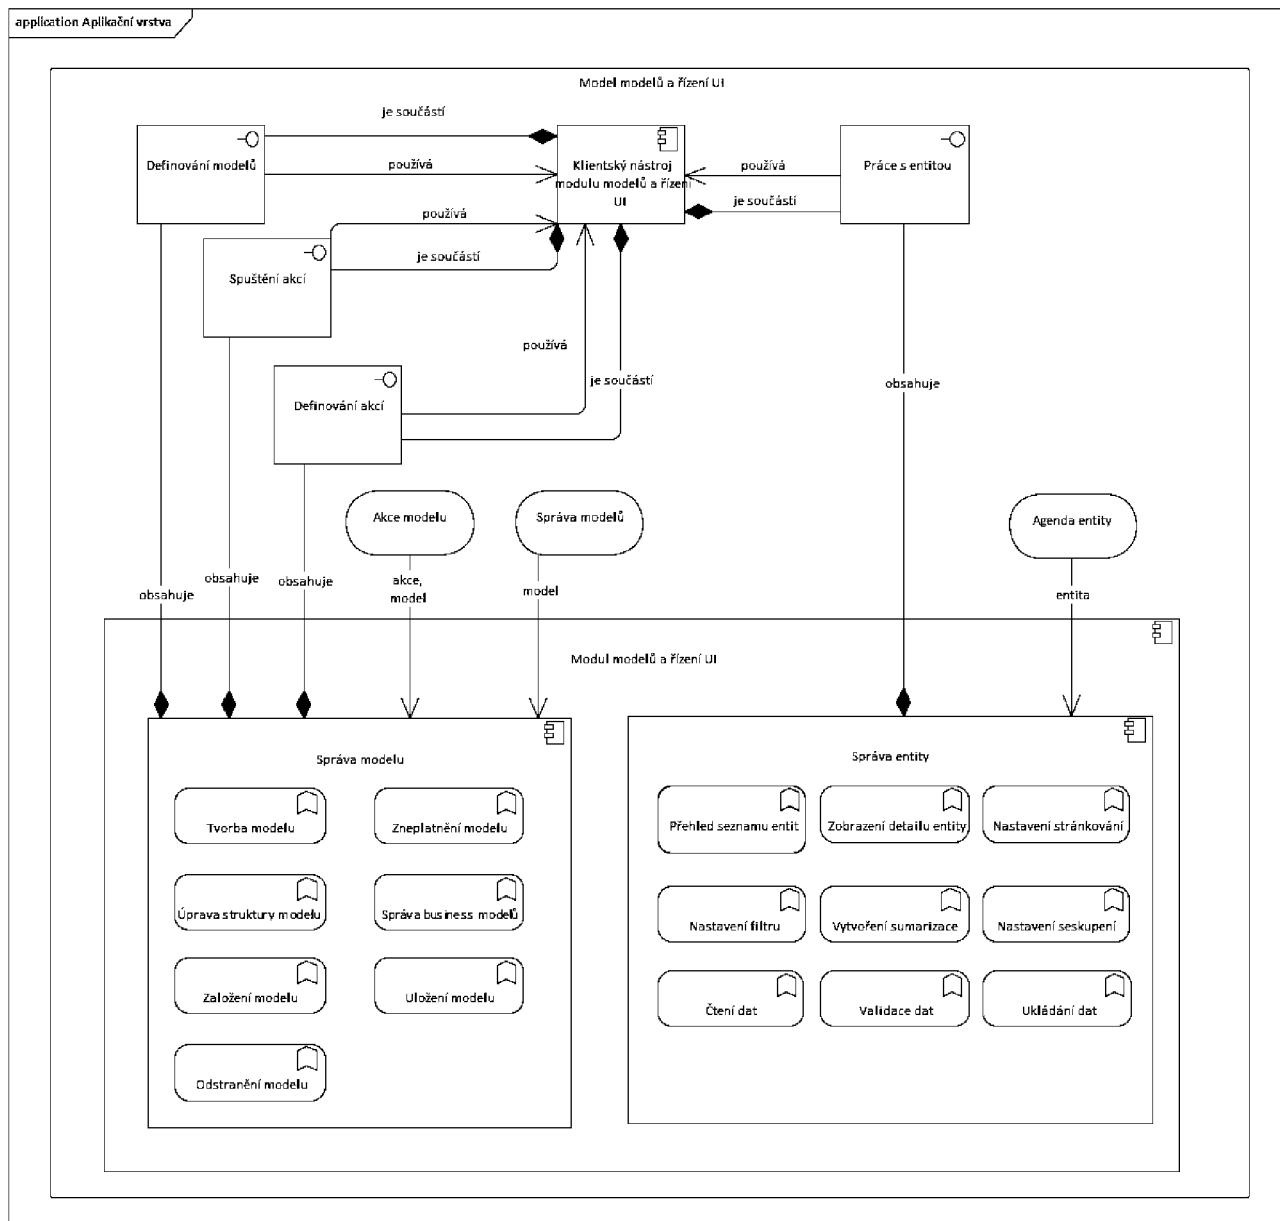 application Aplikační vrstva
Model modelů a řízení UI
je součástí
Definování modelů
používá
Klientský nástroj
modulu modelů a řízení
UI
používá
je součástí
Práce s entitou
používá
je součástí
Spuštění akcí
používá
je součástí
obsahuje
Definování akcí
Akce modelu
Správa modelů
Agenda entity
obsahuje
obsahuje
obsahuje
akce,
model
model
entita
Modul modelů a řízení UI
Správa modelu
Správa entity
Tvorba modelu
Zneplatnění modelu
Přehled seznamu entit
Zobrazení detailu entity
Nastavení stránkování
Úprava struktury modelu
Správa business modelů
Nastavení filtru
Vytvoření sumarizace
Nastavení seskupení
Založení modelu
Uložení modelu
Čtení dat
Validace dat
Ukládání dat
Odstranění modelu